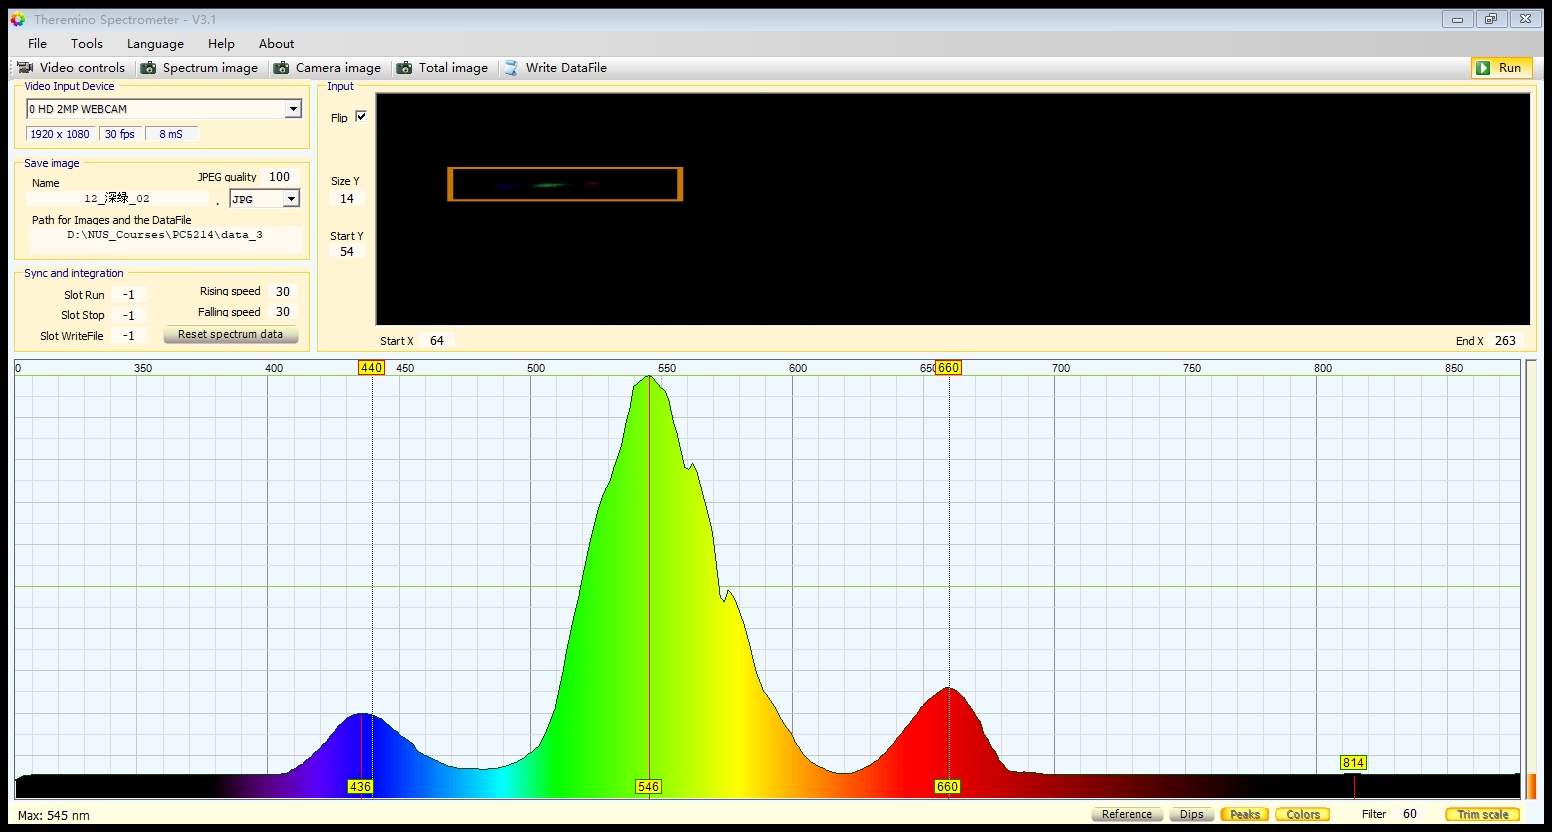 Theremino Spectrometer - V3.1
File Tools Language Help About
Video controls Spectrum image Camera image Total image Write DataFile Run
Video Input Device
0 HD 2MP WEBCAM
1920 x 1080 30 fps 8 mS
Save image
Name JPEG quality 100
12_深绿_02 . JPG
Path for Images and the DataFile
D:\NUS_Courses\PC5214\data_3
Sync and integration
Slot Run -1 Rising speed 30
Slot Stop -1 Falling speed 30
Slot WriteFile -1 Reset spectrum data
Input
Flip
Size Y
14
Start Y
54
Start X 64 End X 263
0 350 400 440 450 500 550 600 650 660 700 750 800 850
814
436 546 660
Max: 545 nm Reference Dips Peaks Colors Filter 60 Trim scale